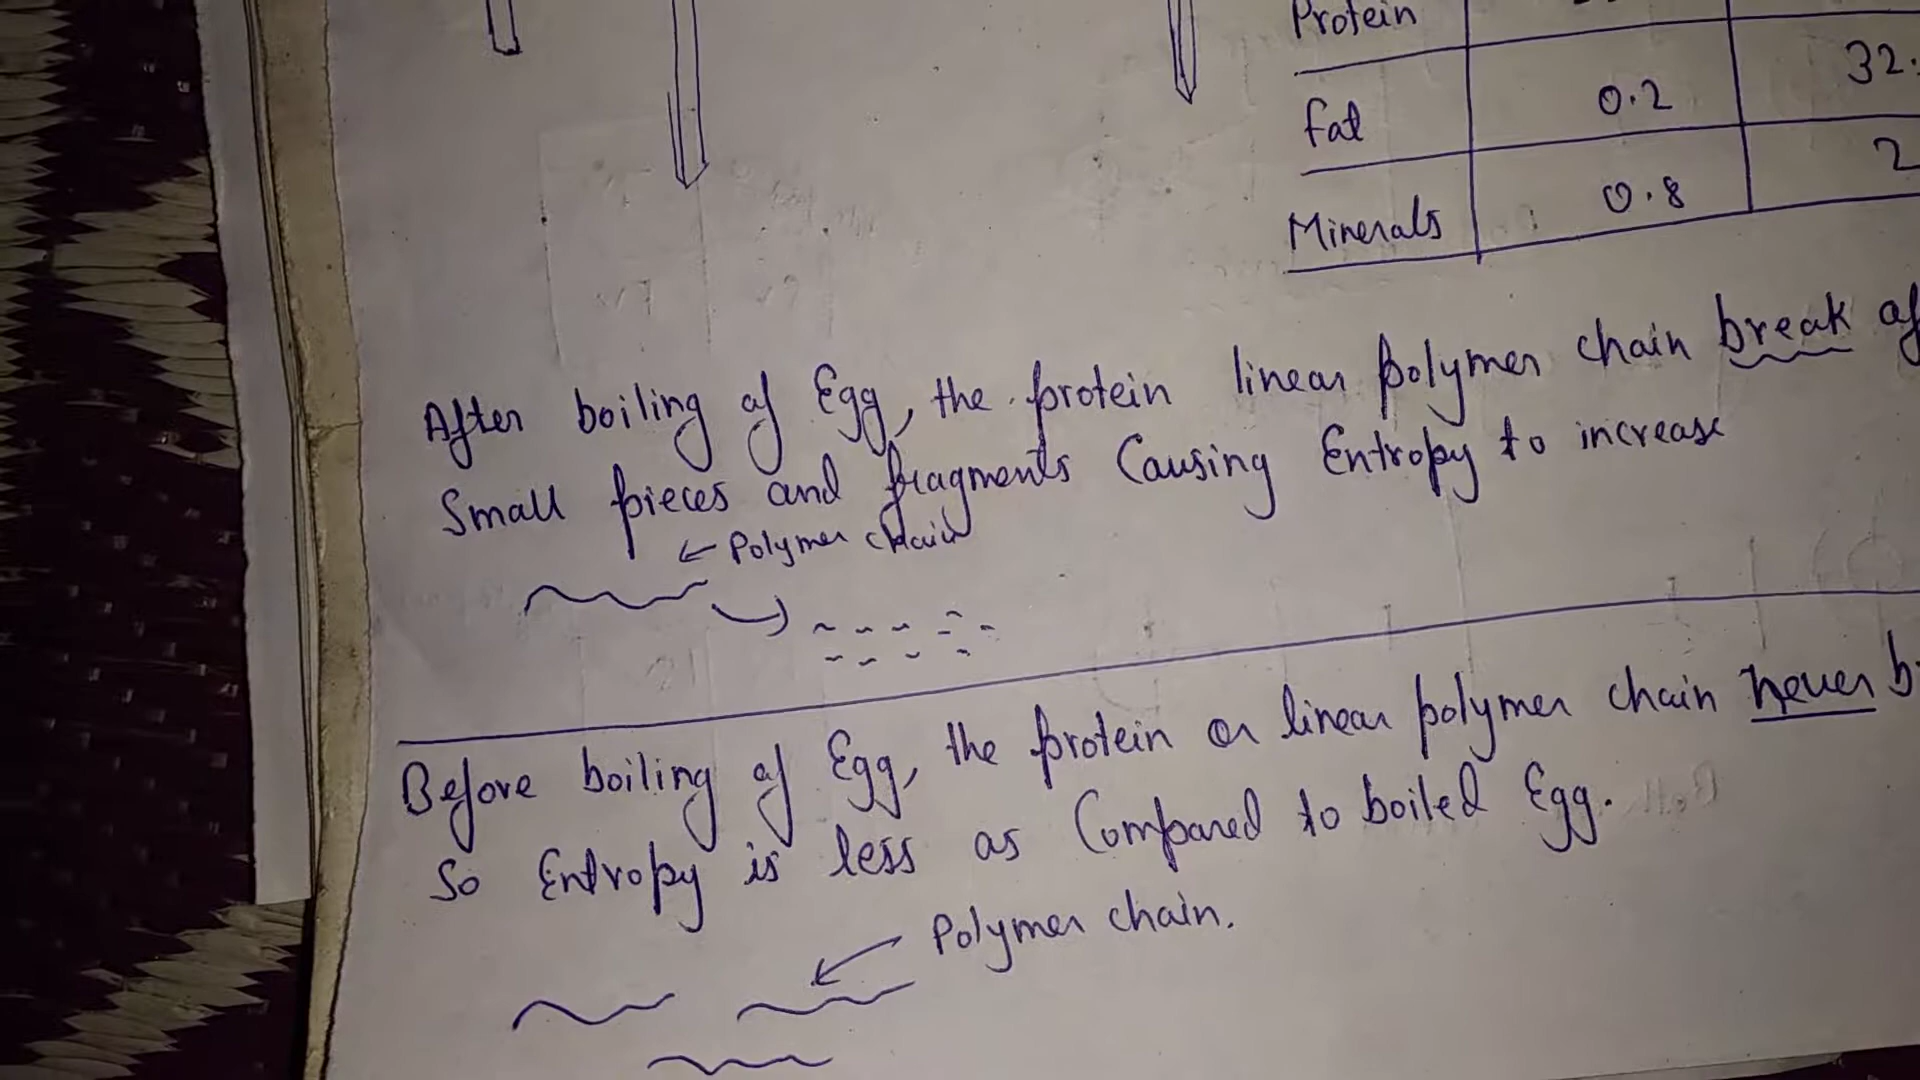 Protein
32.
Fat 0.2
2
Minerals 0.8
After boiling of Egg, the protein linear polymer chain break
Small pieces and fragments Causing Entropy to increase
← Polymer chain
Before boiling of Egg, the protein or linear polymer chain never
So Entropy is less as Compared to boiled Egg.
Polymer chain.